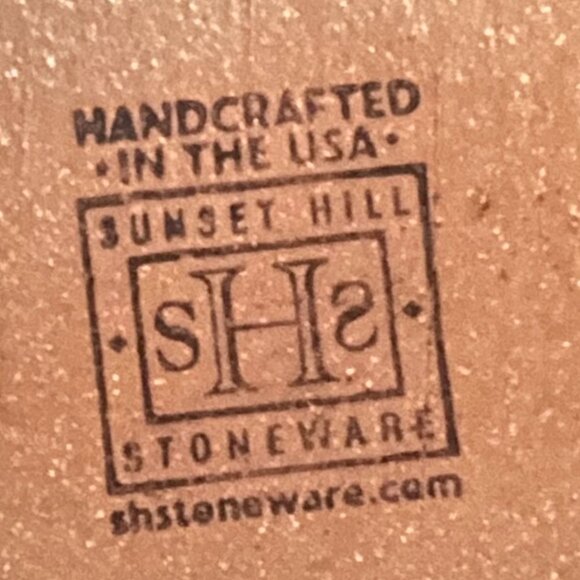 HANDCRAFTED
• IN THE USA •
SUNSET HILL
SHS
STONEWARE
shstoneware.com